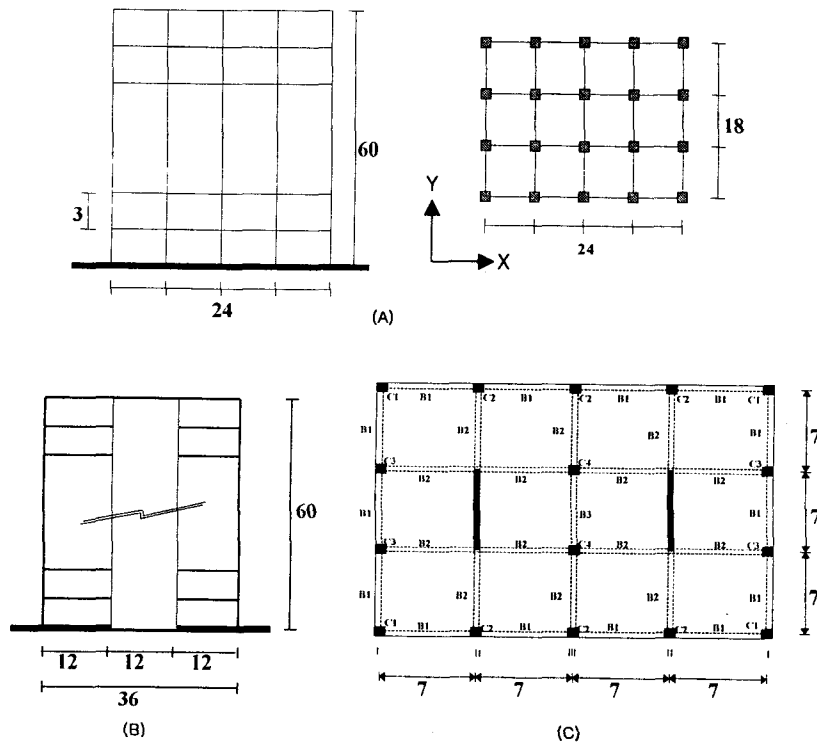 60
3
24
18
Y
X
24
(A)
60
12 12 12
36
(B)
C1 B1 C2 B1 C2 B1 C2 B1 C1
B1 B2 B2 B2 B1
7
C3 C4 C3
B2 B2 B2 B2
B1 B3 B1
7
C3 B2 B2 C4 B2 B2 C3
B1 B2 B2 B2 B1
7
C1 B1 C2 B1 C2 B1 C2 B1 C1
I II III II I
7 7 7 7
(C)